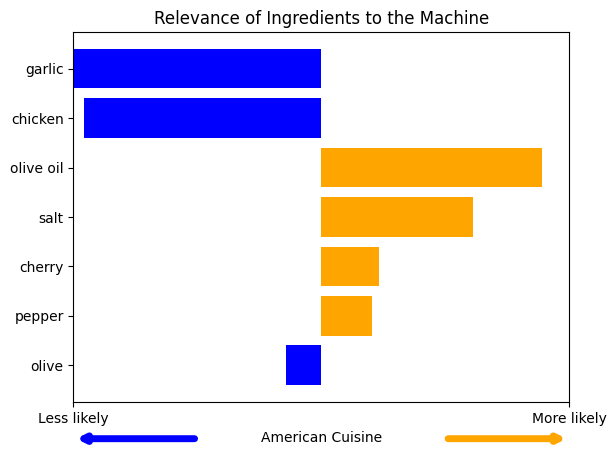 Relevance of Ingredients to the Machine
garlic
chicken
olive oil
salt
cherry
pepper
olive
Less likely
More likely
American Cuisine